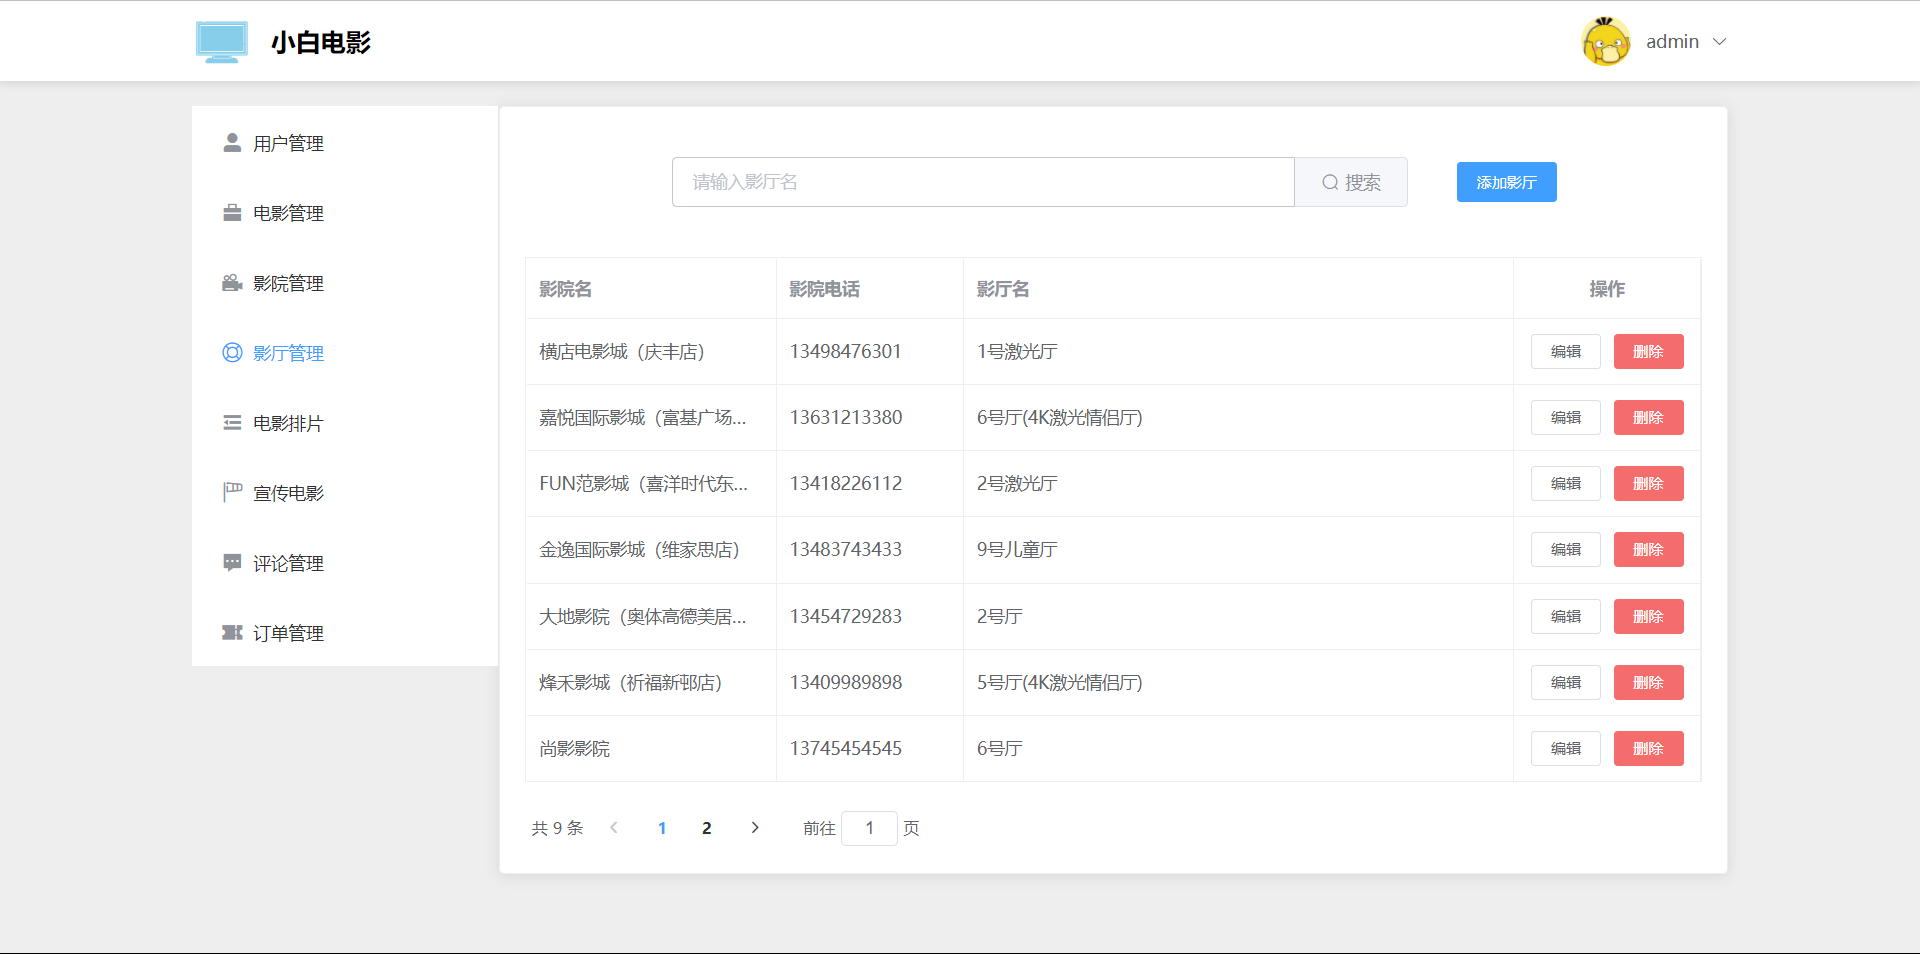 小白电影
admin
用户管理
电影管理
影院管理
影厅管理
电影排片
宣传电影
评论管理
订单管理
请输入影厅名 搜索 添加影厅
影院名 影院电话 影厅名 操作
横店电影城（庆丰店） 13498476301 1号激光厅 编辑 删除
嘉悦国际影城（富基广场... 13631213380 6号厅(4K激光情侣厅) 编辑 删除
FUN范影城（喜洋时代东... 13418226112 2号激光厅 编辑 删除
金逸国际影城（维家思店） 13483743433 9号儿童厅 编辑 删除
大地影院（奥体高德美居... 13454729283 2号厅 编辑 删除
烽禾影城（祈福新邨店） 13409989898 5号厅(4K激光情侣厅) 编辑 删除
尚影影院 13745454545 6号厅 编辑 删除
共 9 条 1 2 前往 1 页